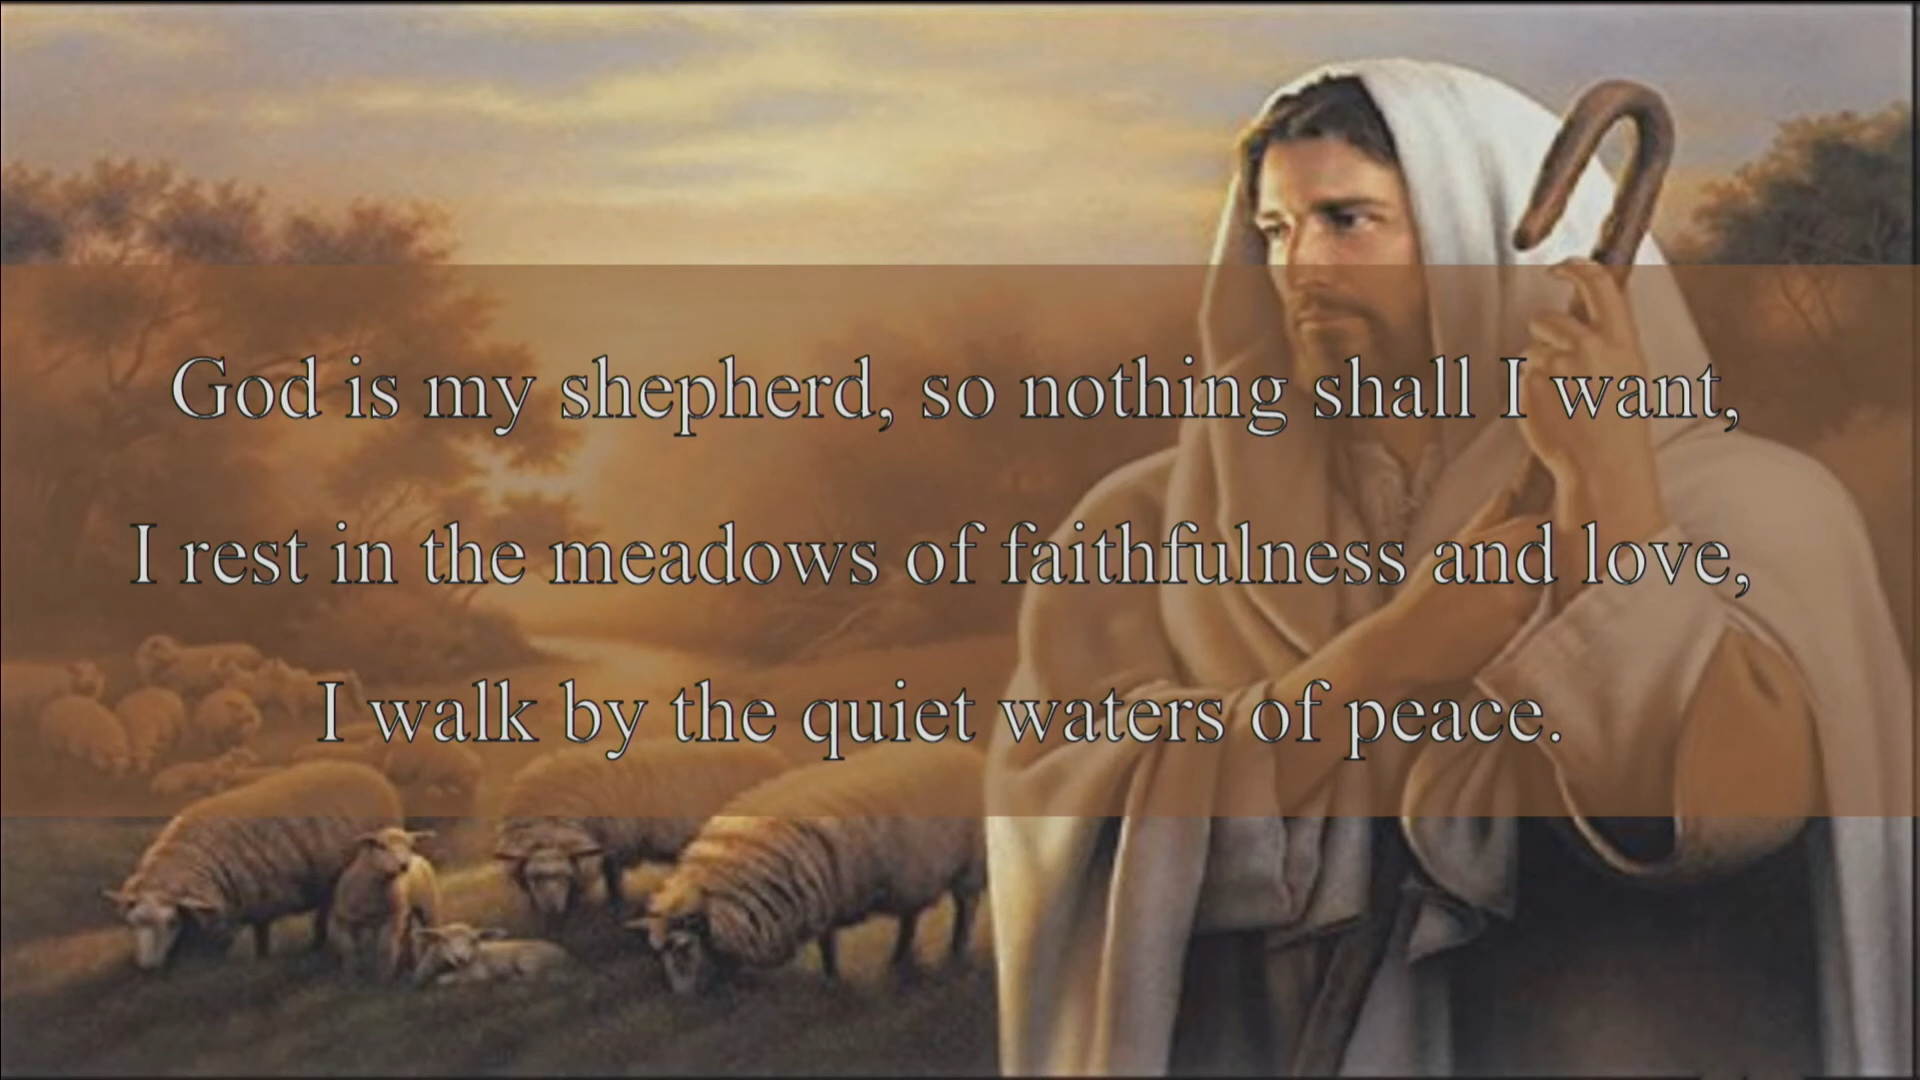 God is my shepherd, so nothing shall I want,
I rest in the meadows of faithfulness and love,
I walk by the quiet waters of peace.